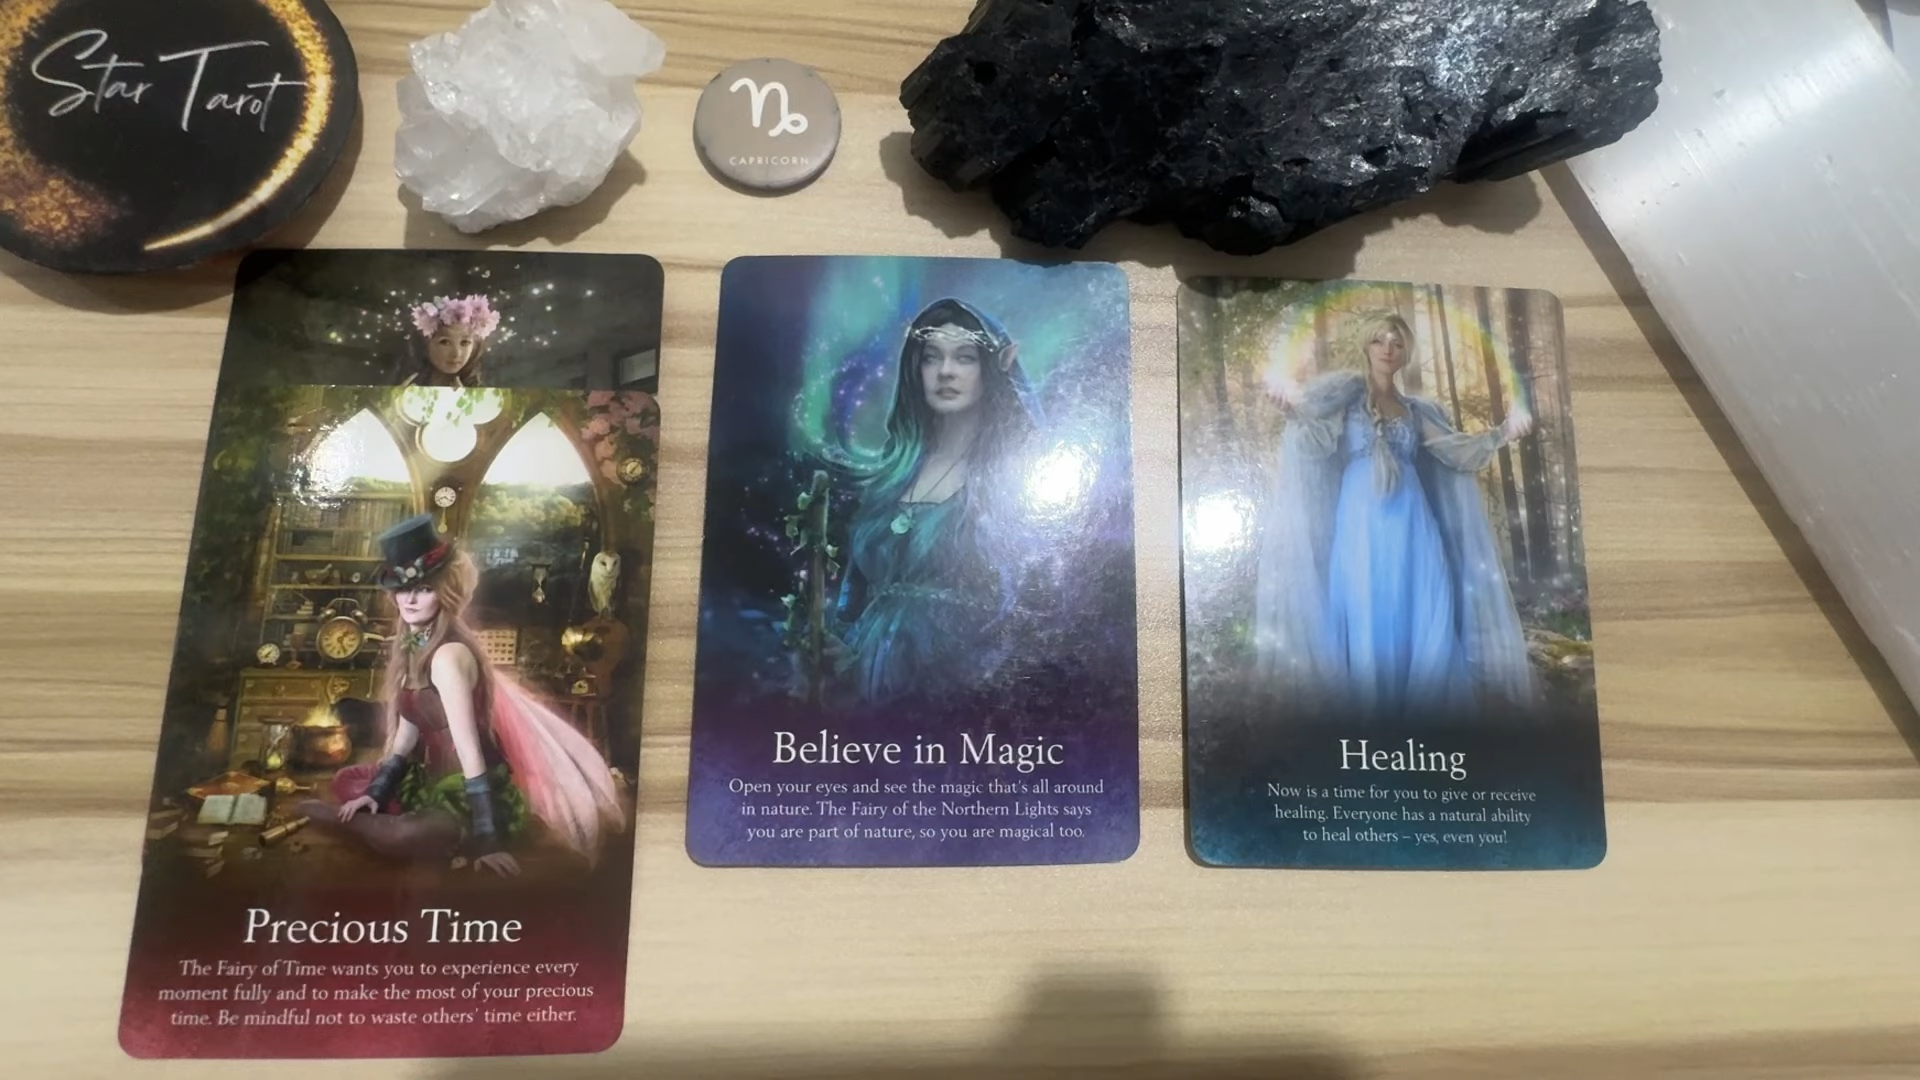 Star Tarot
CAPRICORN
Precious Time
The Fairy of Time wants you to experience every
moment fully and to make the most of your precious
time. Be mindful not to waste others' time either.
Believe in Magic
Open your eyes and see the magic that's all around
in nature. The Fairy of the Northern Lights says
you are part of nature, so you are magical too.
Healing
Now is a time for you to give or receive
healing. Everyone has a natural ability
to heal others – yes, even you!